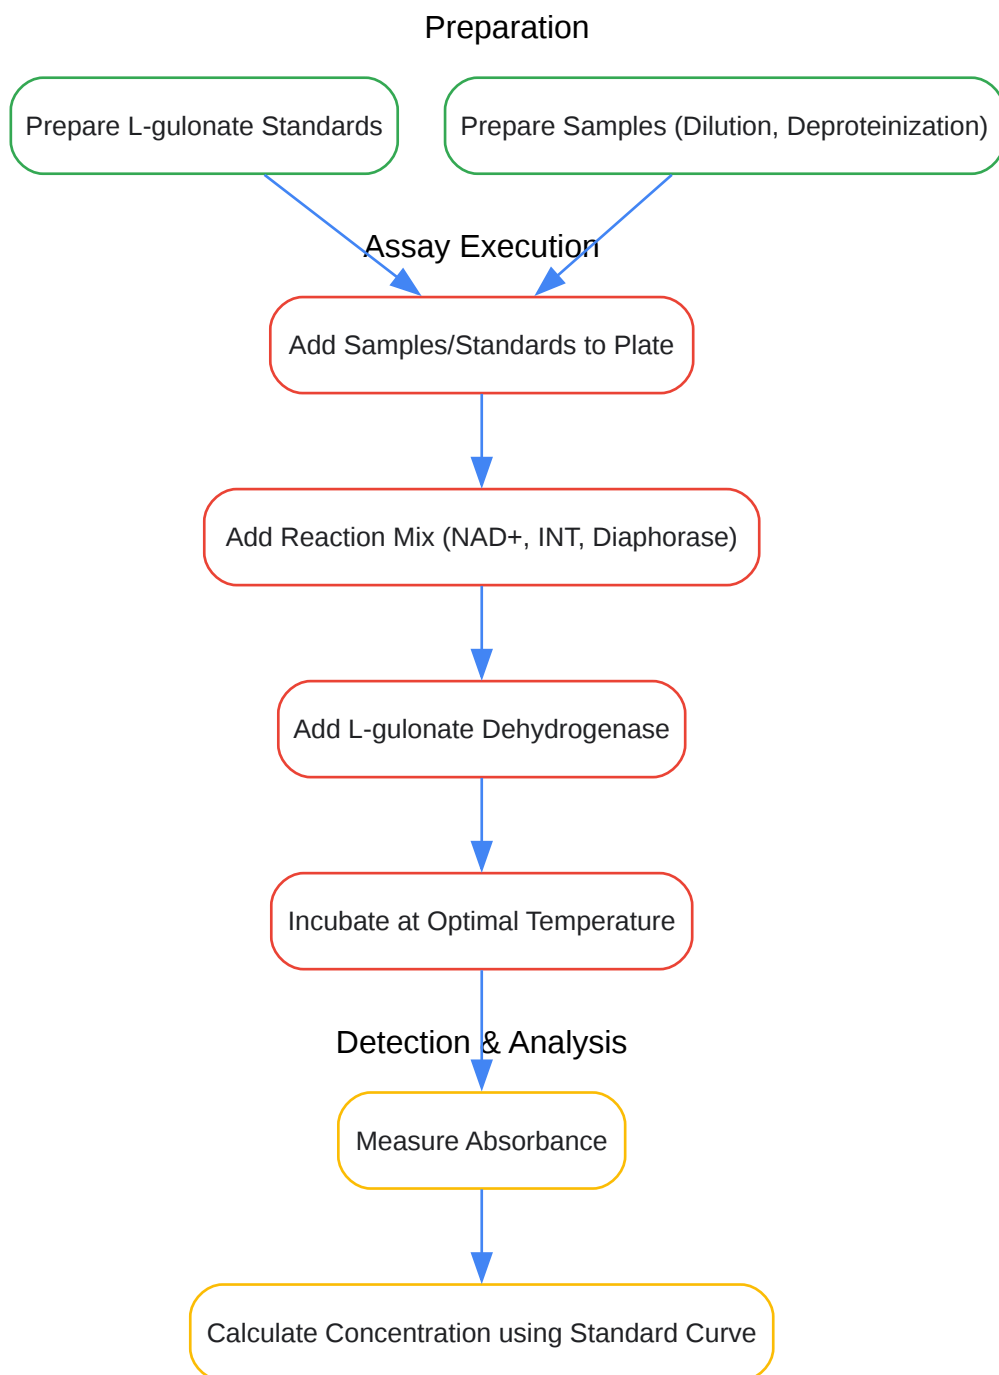 Preparation
Prepare L-gulonate Standards
Prepare Samples (Dilution, Deproteinization)
Assay Execution
Add Samples/Standards to Plate
Add Reaction Mix (NAD+, INT, Diaphorase)
Add L-gulonate Dehydrogenase
Incubate at Optimal Temperature
Detection & Analysis
Measure Absorbance
Calculate Concentration using Standard Curve